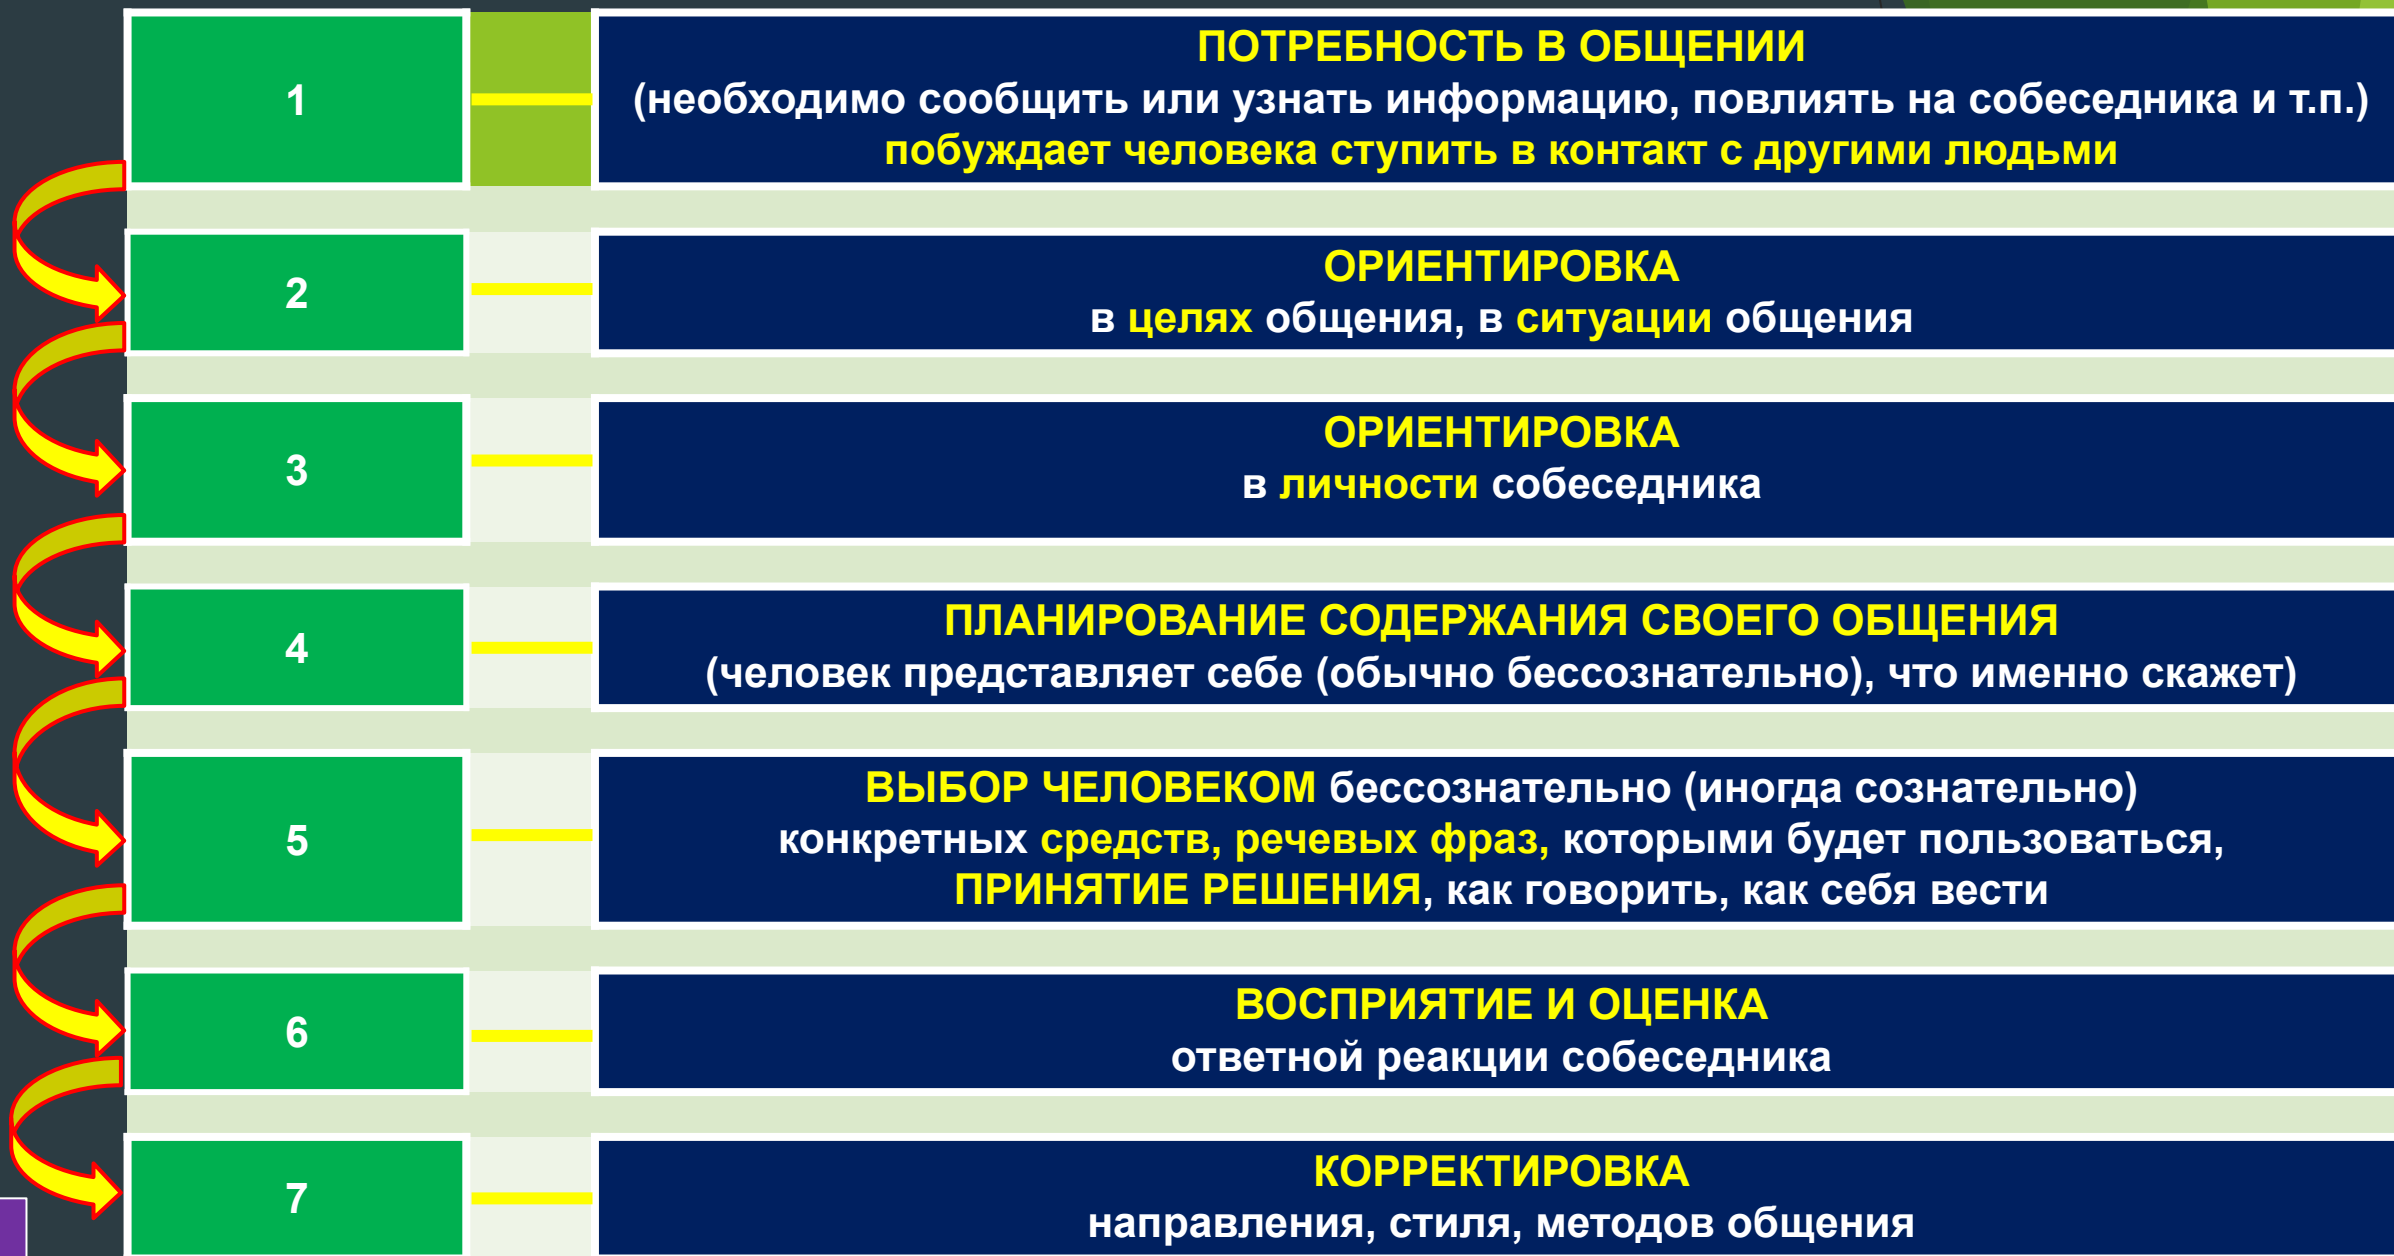 1
ПОТРЕБНОСТЬ В ОБЩЕНИИ
(необходимо сообщить или узнать информацию, повлиять на собеседника и т.п.)
побуждает человека ступить в контакт с другими людьми
2
ОРИЕНТИРОВКА
в целях общения, в ситуации общения
3
ОРИЕНТИРОВКА
в личности собеседника
4
ПЛАНИРОВАНИЕ СОДЕРЖАНИЯ СВОЕГО ОБЩЕНИЯ
(человек представляет себе (обычно бессознательно), что именно скажет)
5
ВЫБОР ЧЕЛОВЕКОМ бессознательно (иногда сознательно)
конкретных средств, речевых фраз, которыми будет пользоваться,
ПРИНЯТИЕ РЕШЕНИЯ, как говорить, как себя вести
6
ВОСПРИЯТИЕ И ОЦЕНКА
ответной реакции собеседника
7
КОРРЕКТИРОВКА
направления, стиля, методов общения